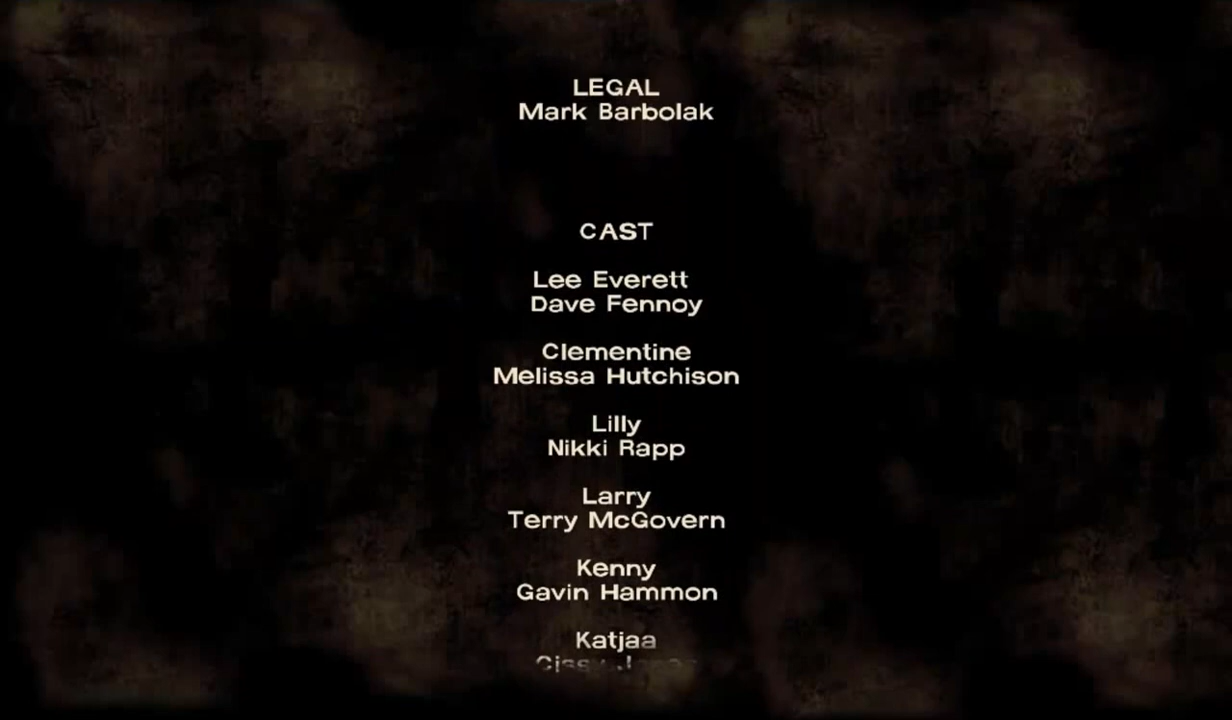 LEGAL
Mark Barbolak
CAST
Lee Everett
Dave Fennoy
Clementine
Melissa Hutchison
Lilly
Nikki Rapp
Larry
Terry McGovern
Kenny
Gavin Hammon
Katjaa